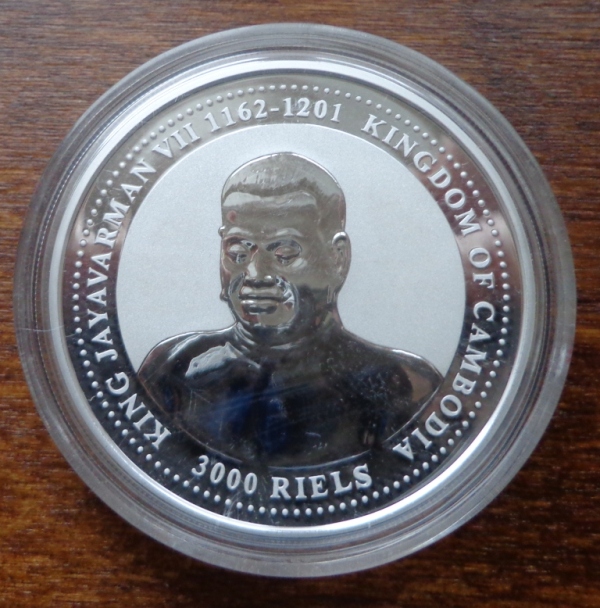 KING JAYAVARMAN VII 1162-1201 KINGDOM OF CAMBODIA
3000 RIELS